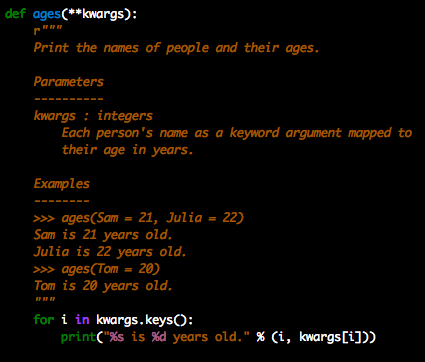 def ages(**kwargs):
    r"""
    Print the names of people and their ages.

    Parameters
    ----------
    kwargs : integers
        Each person's name as a keyword argument mapped to
        their age in years.

    Examples
    --------
    >>> ages(Sam = 21, Julia = 22)
    Sam is 21 years old.
    Julia is 22 years old.
    >>> ages(Tom = 20)
    Tom is 20 years old.
    """
    for i in kwargs.keys():
        print("%s is %d years old." % (i, kwargs[i]))